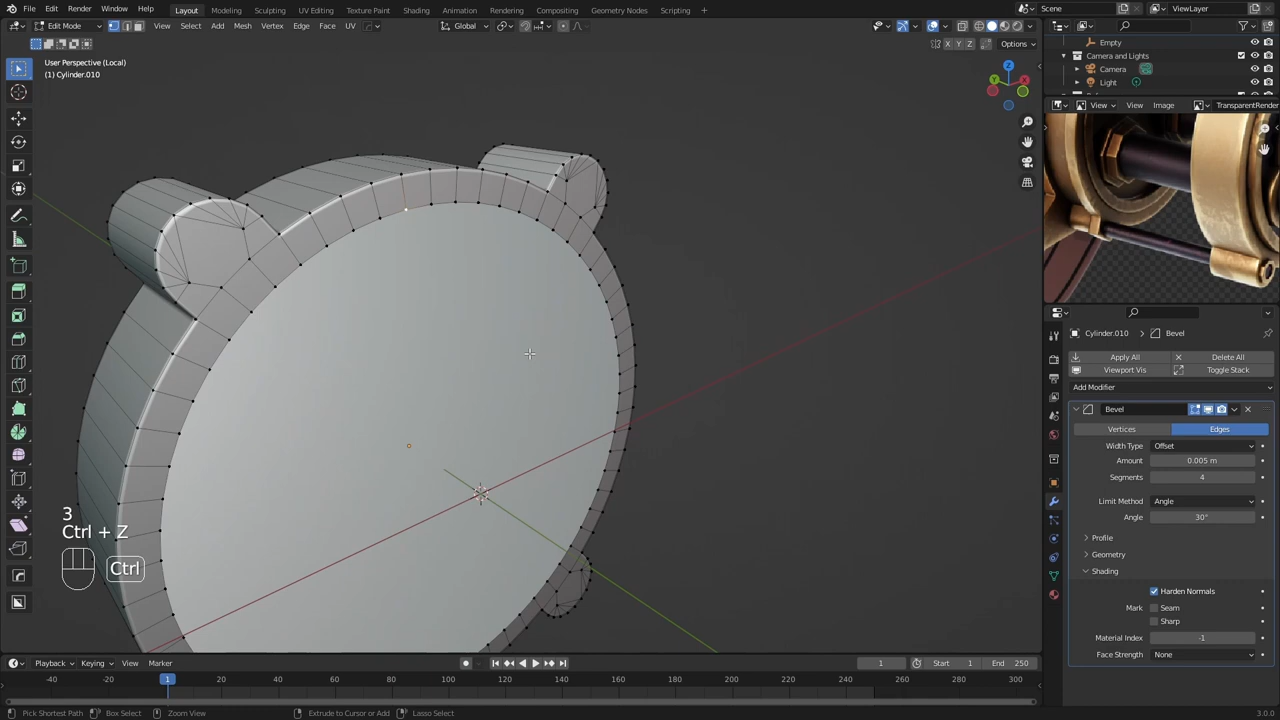 File Edit Render Window Help Layout Modeling Sculpting UV Editing Texture Paint Shading Animation Rendering Compositing Geometry Nodes Scripting + Scene ViewLayer
Edit Mode View Select Add Mesh Vertex Edge Face UV Global
X Y Z Options
User Perspective (Local)
(1) Cylinder.010
Z
Y X
Empty
Camera and Lights
Camera
Light
View View Image TransparentRender
Cylinder.010 Bevel
Apply All Delete All
Viewport Vis Toggle Stack
Add Modifier
Bevel
Vertices Edges
Width Type Offset
Amount 0.005 m
Segments 4
Limit Method Angle
Angle 30°
Profile
Geometry
Shading
Harden Normals
Mark Seam
Sharp
Material Index -1
Face Strength None
3
Ctrl + Z
Ctrl
Playback Keying View Marker 1 Start 1 End 250
-40 -20 0 1 20 40 60 80 100 120 140 160 180 200 220 240 260 280 300
Pick Shortest Path Box Select Zoom View Extrude to Cursor or Add Lasso Select 3.0.0